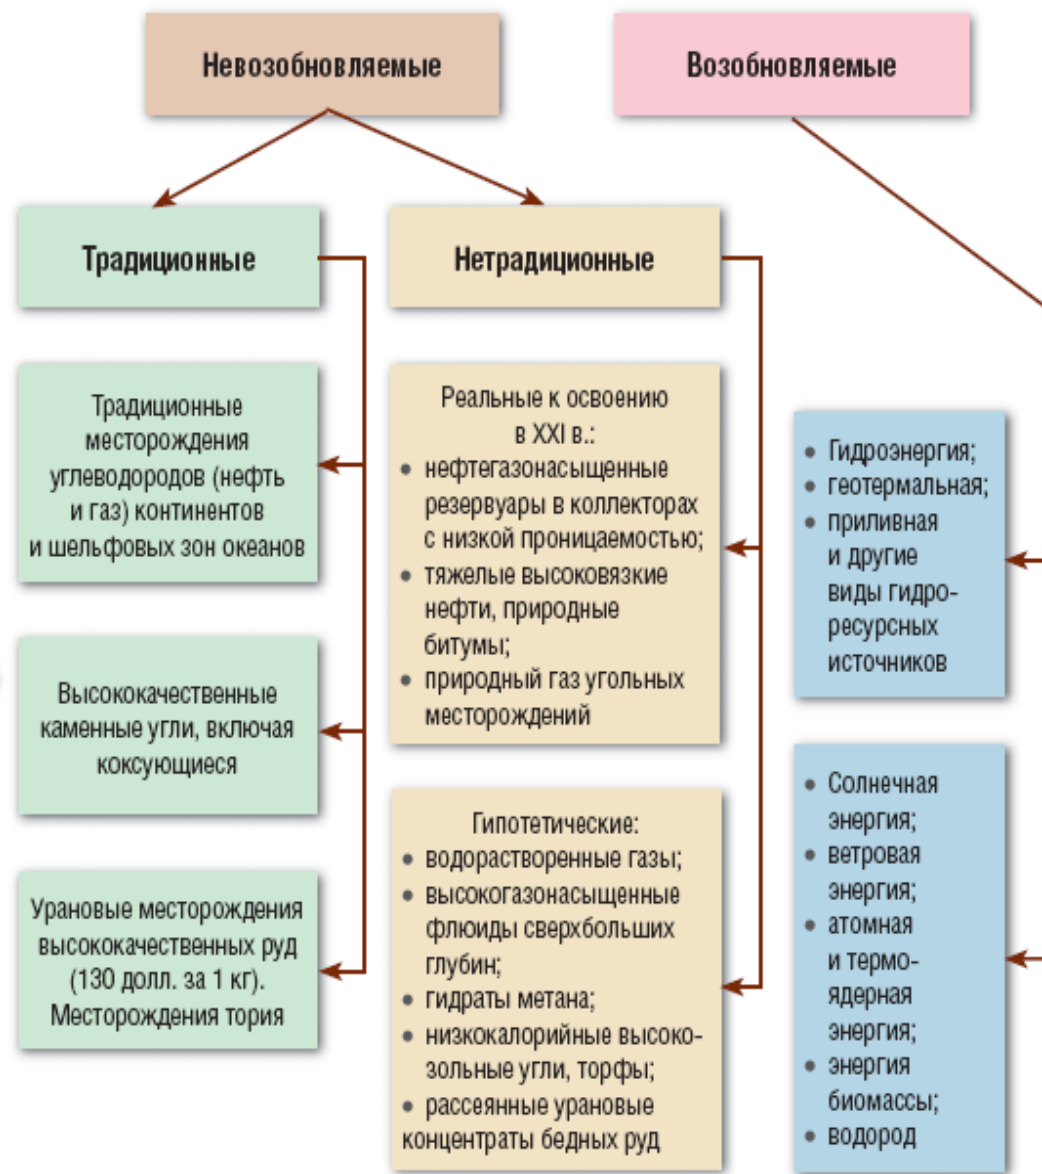 Невозобновляемые
Возобновляемые
Традиционные
Нетрадиционные
Традиционные
месторождения
углеводородов (нефть
и газ) континентов
и шельфовых зон океанов
Высококачественные
каменные угли, включая
коксующиеся
Урановые месторождения
высококачественных руд
(130 долл. за 1 кг).
Месторождения тория
Реальные к освоению
в XXI в.:
• нефтегазонасыщенные
резервуары в коллекторах
с низкой проницаемостью;
• тяжелые высоковязкие
нефти, природные
битумы;
• природный газ угольных
месторождений
Гипотетические:
• водорастворенные газы;
• высокогазонасыщенные
флюиды сверхбольших
глубин;
• гидраты метана;
• низкокалорийные высоко-
зольные угли, торфы;
• рассеянные урановые
концентраты бедных руд
• Гидроэнергия;
• геотермальная;
• приливная
и другие
виды гидро-
ресурсных
источников
• Солнечная
энергия;
• ветровая
энергия;
• атомная
и термо-
ядерная
энергия;
• энергия
биомассы;
• водород